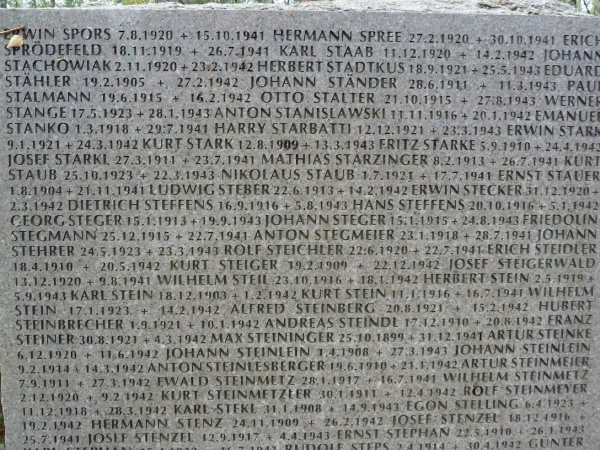 ERWIN SPORS 7.8.1920 + 15.10.1941 HERMANN SPREE 27.2.1920 + 30.10.1941 ERICH
SPRÖDEFELD 18.11.1919 + 26.7.1941 KARL STAAB 11.12.1920 + 14.2.1942 JOHANN
STACHOWIAK 2.11.1920 + 23.2.1942 HERBERT STADTKUS 18.9.1921 + 25.5.1943 EDUARD
STÄHLER 19.2.1905 + 27.2.1942 JOHANN STÄNDER 28.6.1911 + 11.3.1943 PAUL
STALMANN 19.6.1915 + 16.2.1942 OTTO STALTER 21.10.1915 + 27.8.1943 WERNER
STANGE 17.5.1923 + 28.1.1943 ANTON STANISLAWSKI 11.11.1916 + 20.1.1942 EMANUEL
STANKO 1.3.1918 + 29.7.1941 HARRY STARBATTI 12.12.1921 + 23.3.1943 ERWIN STARK
9.1.1921 + 24.3.1942 KURT STARK 12.8.1909 + 13.3.1943 FRITZ STARKE 5.9.1910 + 24.4.1942
JOSEF STARKL 27.3.1911 + 23.7.1941 MATHIAS STARZINGER 8.2.1913 + 26.7.1941 KURT
STAUB 25.10.1923 + 22.3.1943 NIKOLAUS STAUB 1.7.1921 + 17.7.1941 ERNST STAUER
1.8.1904 + 21.11.1941 LUDWIG STEBER 22.6.1913 + 14.2.1942 ERWIN STECKER 31.12.1920 +
2.3.1942 DIETRICH STEFFENS 16.9.1916 + 5.8.1943 HANS STEFFENS 20.10.1916 + 5.1.1942
GEORG STEGER 15.1.1913 + 19.9.1943 JOHANN STEGER 15.1.1915 + 24.8.1943 FRIEDOLIN
STEGMANN 25.12.1915 + 22.7.1941 ANTON STEGMEIER 23.1.1918 + 28.7.1941 JOHANN
STEHRER 24.5.1923 + 23.3.1943 ROLF STEICHLER 22.6.1920 + 22.7.1941 ERICH STEIDLER
18.4.1910 + 20.5.1942 KURT STEIGER 19.2.1909 + 22.12.1942 JOSEF STEIGERWALD
13.12.1920 + 9.8.1941 WILHELM STEIL 23.10.1916 + 18.1.1942 HERBERT STEIN 2.5.1919 +
5.9.1943 KARL STEIN 18.12.1903 + 1.2.1942 KURT STEIN 11.1.1916 + 16.7.1941 WILHELM
STEIN 17.1.1923 + 14.2.1942 ALFRED STEINBERG 20.8.1921 + 15.2.1942 HUBERT
STEINBRECHER 1.9.1921 + 10.1.1942 ANDREAS STEINDL 17.12.1910 + 20.8.1942 FRANZ
STEINER 30.8.1921 + 4.3.1942 MAX STEININGER 25.10.1899 + 31.12.1941 ARTUR STEINKE
6.12.1920 + 11.6.1942 JOHANN STEINLEIN 1.4.1908 + 27.3.1943 JOHANN STEINLEIN
9.2.1914 + 14.3.1942 ANTON STEINLESBERGER 19.6.1910 + 21.1.1942 ARTUR STEINMEIER
7.9.1911 + 27.3.1942 EWALD STEINMETZ 28.1.1917 + 16.7.1941 WILHELM STEINMETZ
2.12.1920 + 9.2.1942 KURT STEINMETZLER 30.1.1911 + 12.4.1942 ROLF STEINMEYER
11.12.1918 + 28.3.1942 KARL STEKL 31.1.1908 + 14.9.1943 EGON STELLING 6.4.1923 +
19.2.1942 HERMANN STENZ 24.11.1909 + 26.2.1942 JOSEF STENZEL 18.12.1916 +
25.7.1941 JOSEF STENZEL 12.9.1917 + 4.4.1943 ERNST STEPHAN 22.5.1910 + 26.1.1943
KARL STEPHAN RUDOLF STEPS 2.4.1914 + 30.4.1942 GÜNTER